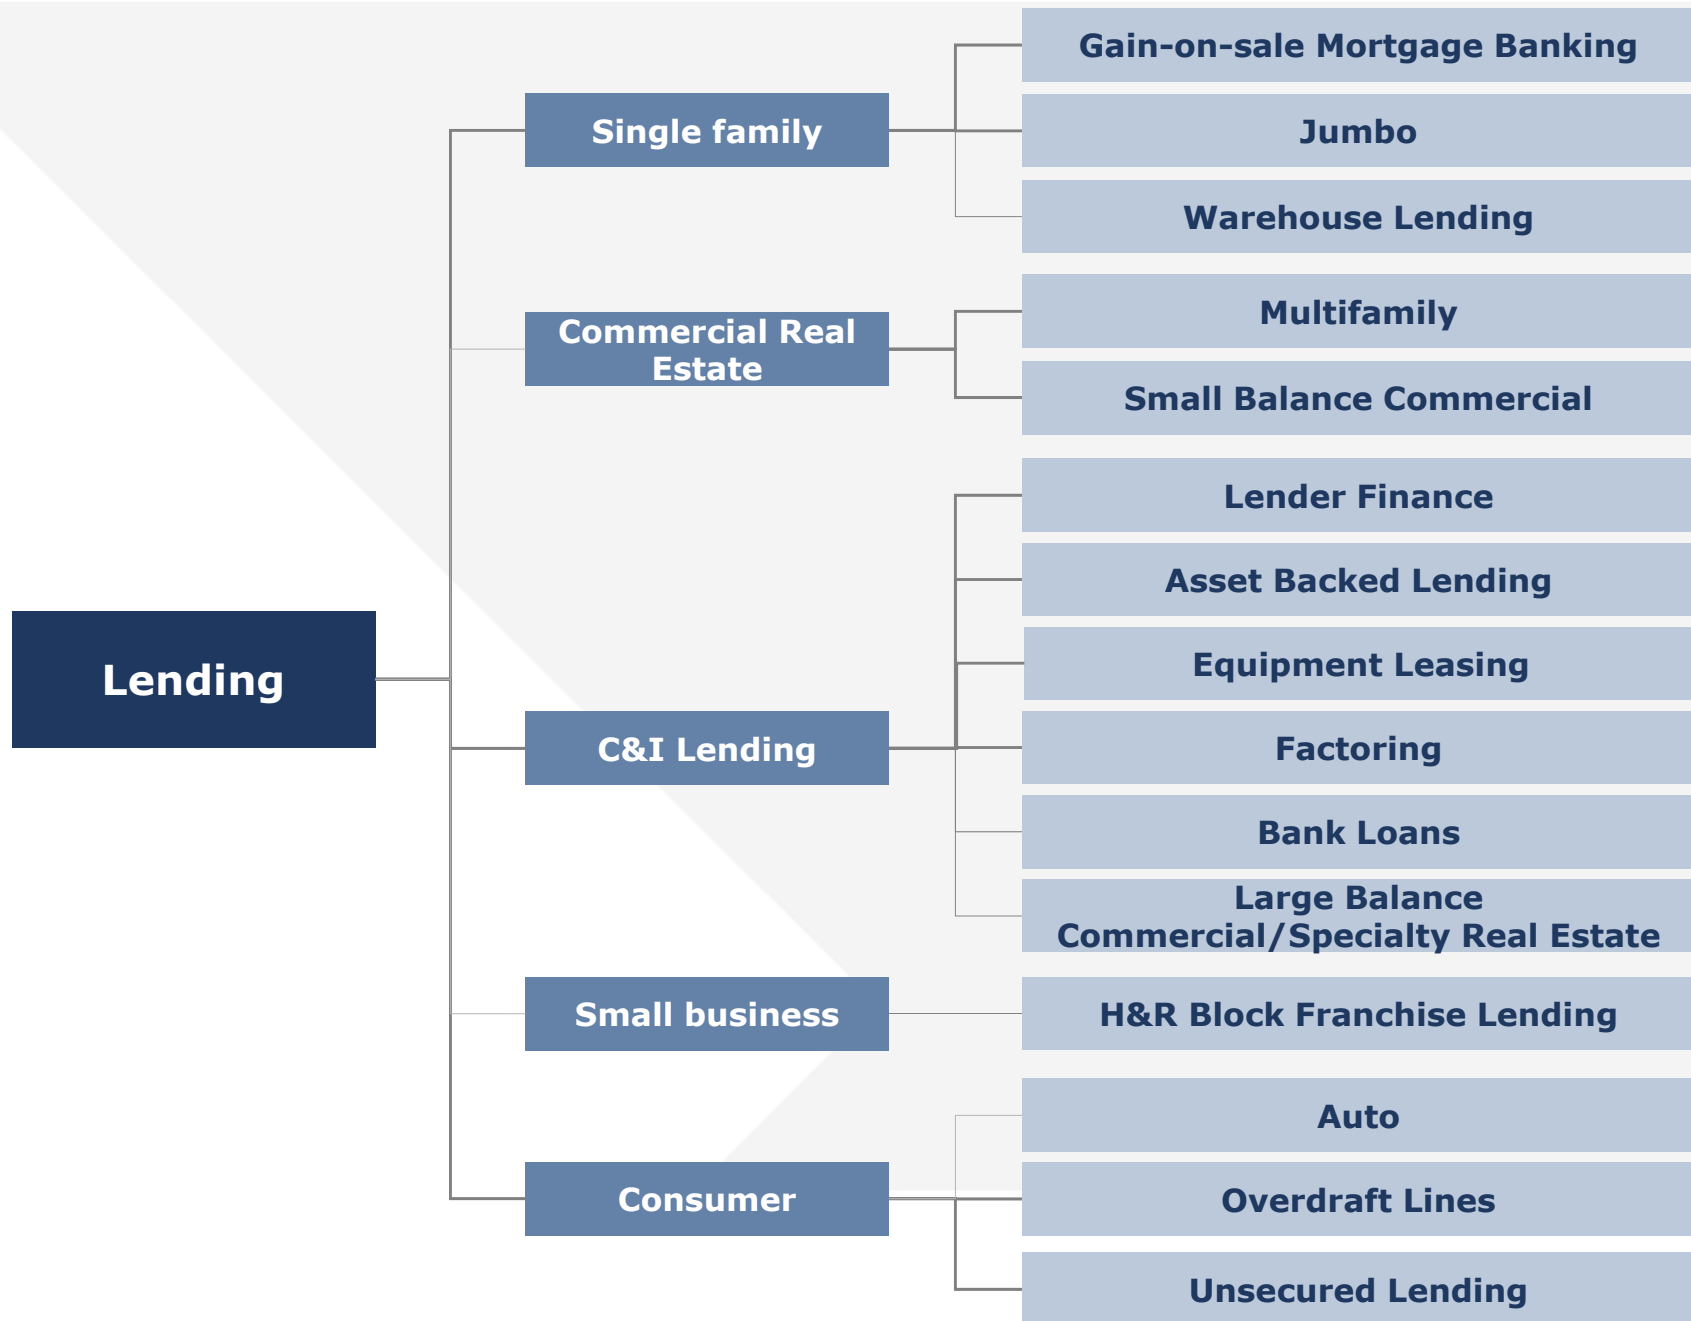 Lending
Single family
Gain-on-sale Mortgage Banking
Jumbo
Warehouse Lending
Commercial Real
Estate
Multifamily
Small Balance Commercial
C&I Lending
Lender Finance
Asset Backed Lending
Equipment Leasing
Factoring
Bank Loans
Large Balance
Commercial/Specialty Real Estate
Small business
H&R Block Franchise Lending
Consumer
Auto
Overdraft Lines
Unsecured Lending